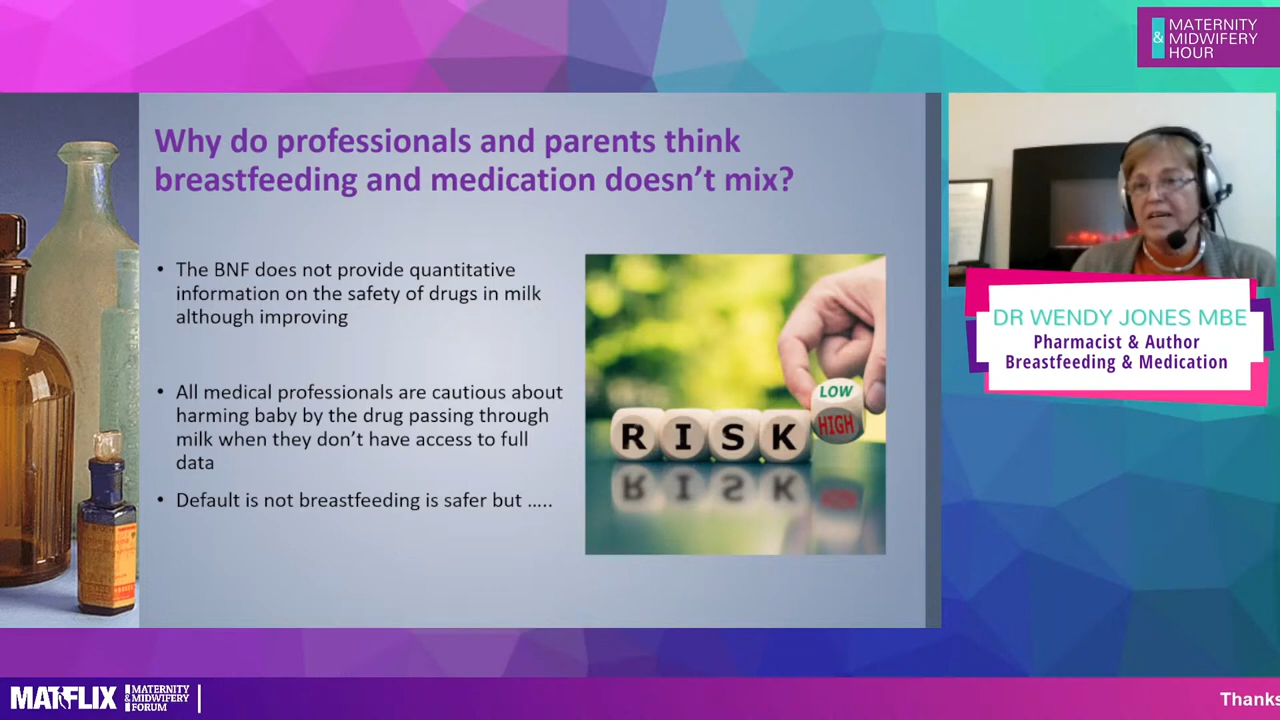 MATERNITY
& MIDWIFERY
HOUR
Why do professionals and parents think
breastfeeding and medication doesn't mix?
• The BNF does not provide quantitative
information on the safety of drugs in milk
although improving
• All medical professionals are cautious about
harming baby by the drug passing through
milk when they don't have access to full
data
• Default is not breastfeeding is safer but .....
LOW
RISK HIGH
DR WENDY JONES MBE
Pharmacist & Author
Breastfeeding & Medication
MATFLIX
MATERNITY
& MIDWIFERY
FORUM
Thanks